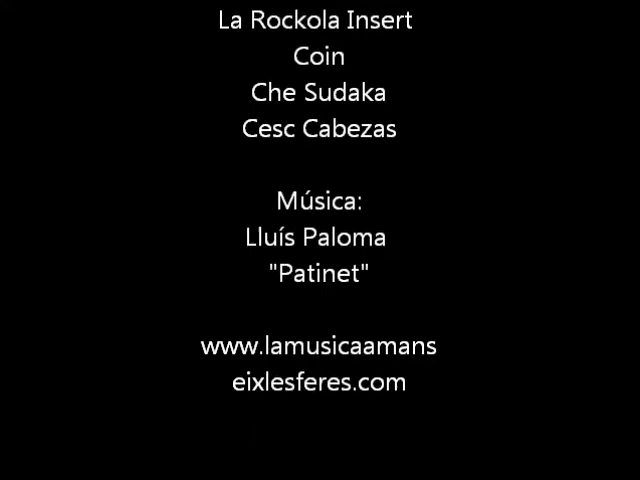 La Rockola Insert
Coin
Che Sudaka
Cesc Cabezas
Música:
Lluís Paloma
"Patinet"
www.lamusicaamans
eixlesferes.com